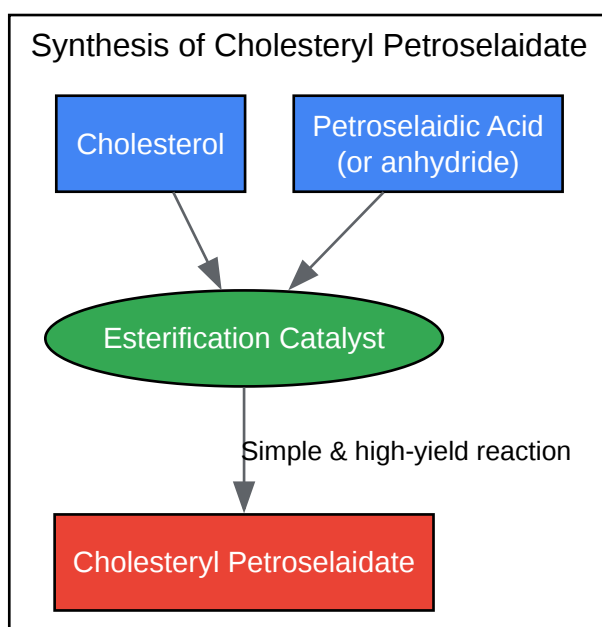 Synthesis of Cholesteryl Petroselaidate
Cholesterol
Petroselaidic Acid
(or anhydride)
Esterification Catalyst
Simple & high-yield reaction
Cholesteryl Petroselaidate